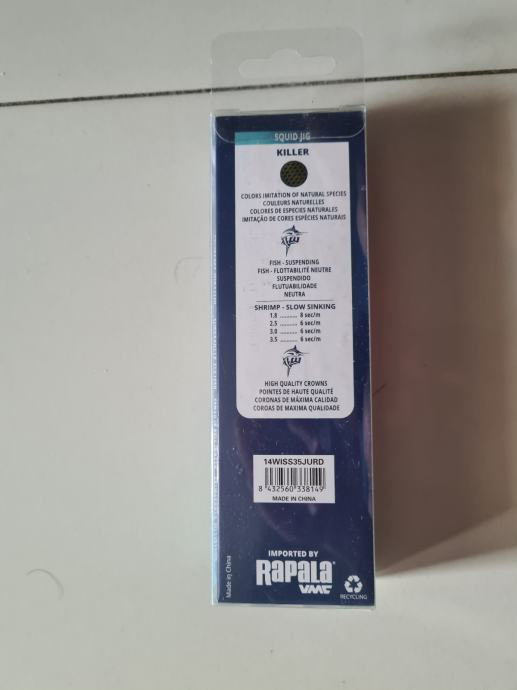 SQUID JIG
KILLER
COLORS IMITATION OF NATURAL SPECIES
COULEURS NATURELLES
COLORES DE ESPECIES NATURALES
IMITAÇÃO DE CORES ESPÉCIES NATURAIS
FISH - SUSPENDING
FISH - FLOTTABILITÉ NEUTRE
SUSPENDIDO
FLUTUABILIDADE
NEUTRA
SHRIMP - SLOW SINKING
1,8 ........... 8 sec/m
2,5 ........... 6 sec/m
3,0 ........... 6 sec/m
3,5 ........... 6 sec/m
HIGH QUALITY CROWNS
POINTES DE HAUTE QUALITÉ
CORONAS DE MÁXIMA CALIDAD
COROAS DE MAXIMA QUALIDADE
14WISS35JURD
8 432560 338149
MADE IN CHINA
Made in China
IMPORTED BY
Rapala
VMC
RECYCLING